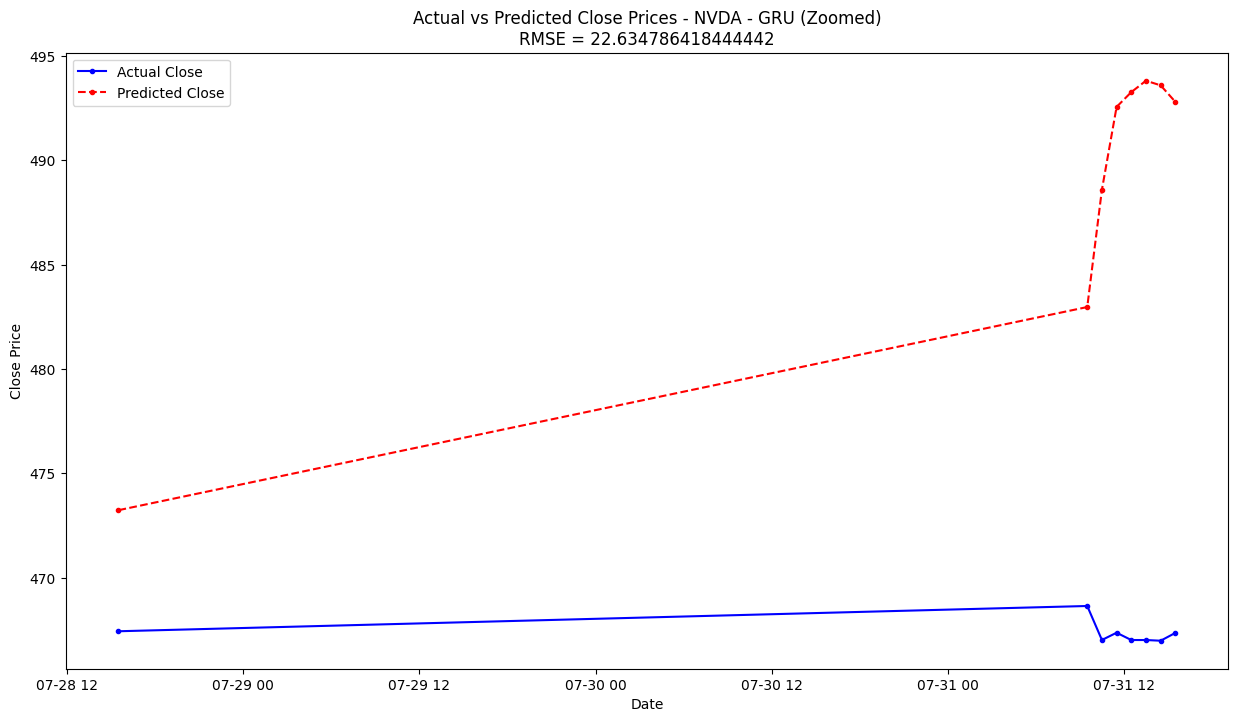 Actual vs Predicted Close Prices - NVDA - GRU (Zoomed)
RMSE = 22.634786418444442
Actual Close
Predicted Close
Close Price
495
490
485
480
475
470
07-28 12
07-29 00
07-29 12
07-30 00
07-30 12
07-31 00
07-31 12
Date